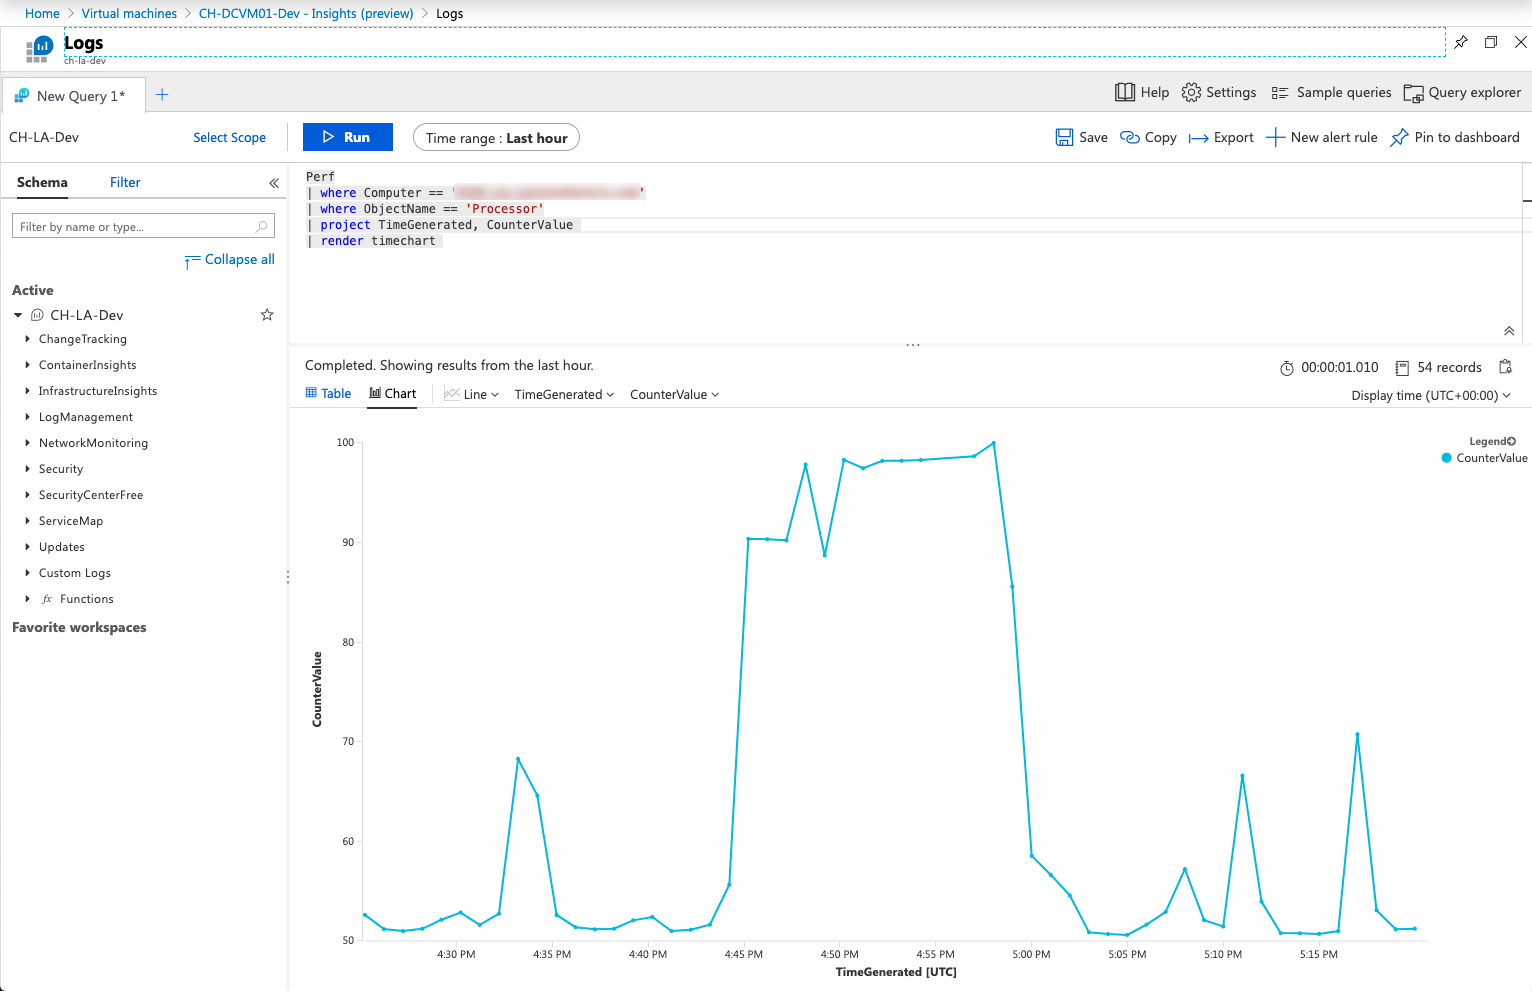 Home > Virtual machines > CH-DCVM01-Dev - Insights (preview) > Logs
Logs
ch-la-dev
New Query 1*
+
Help
Settings
Sample queries
Query explorer
CH-LA-Dev
Select Scope
Run
Time range : Last hour
Save
Copy
Export
New alert rule
Pin to dashboard
Schema
Filter
«
Filter by name or type...
Collapse all
Active
CH-LA-Dev
ChangeTracking
ContainerInsights
InfrastructureInsights
LogManagement
NetworkMonitoring
Security
SecurityCenterFree
ServiceMap
Updates
Custom Logs
fx Functions
Favorite workspaces
Perf
| where Computer == ' '
| where ObjectName == 'Processor'
| project TimeGenerated, CounterValue
| render timechart
...
Completed. Showing results from the last hour.
00:00:01.010
54 records
Table
Chart
Line
TimeGenerated
CounterValue
Display time (UTC+00:00)
Legend
CounterValue
100
90
80
70
60
50
CounterValue
4:30 PM
4:35 PM
4:40 PM
4:45 PM
4:50 PM
4:55 PM
5:00 PM
5:05 PM
5:10 PM
5:15 PM
TimeGenerated [UTC]